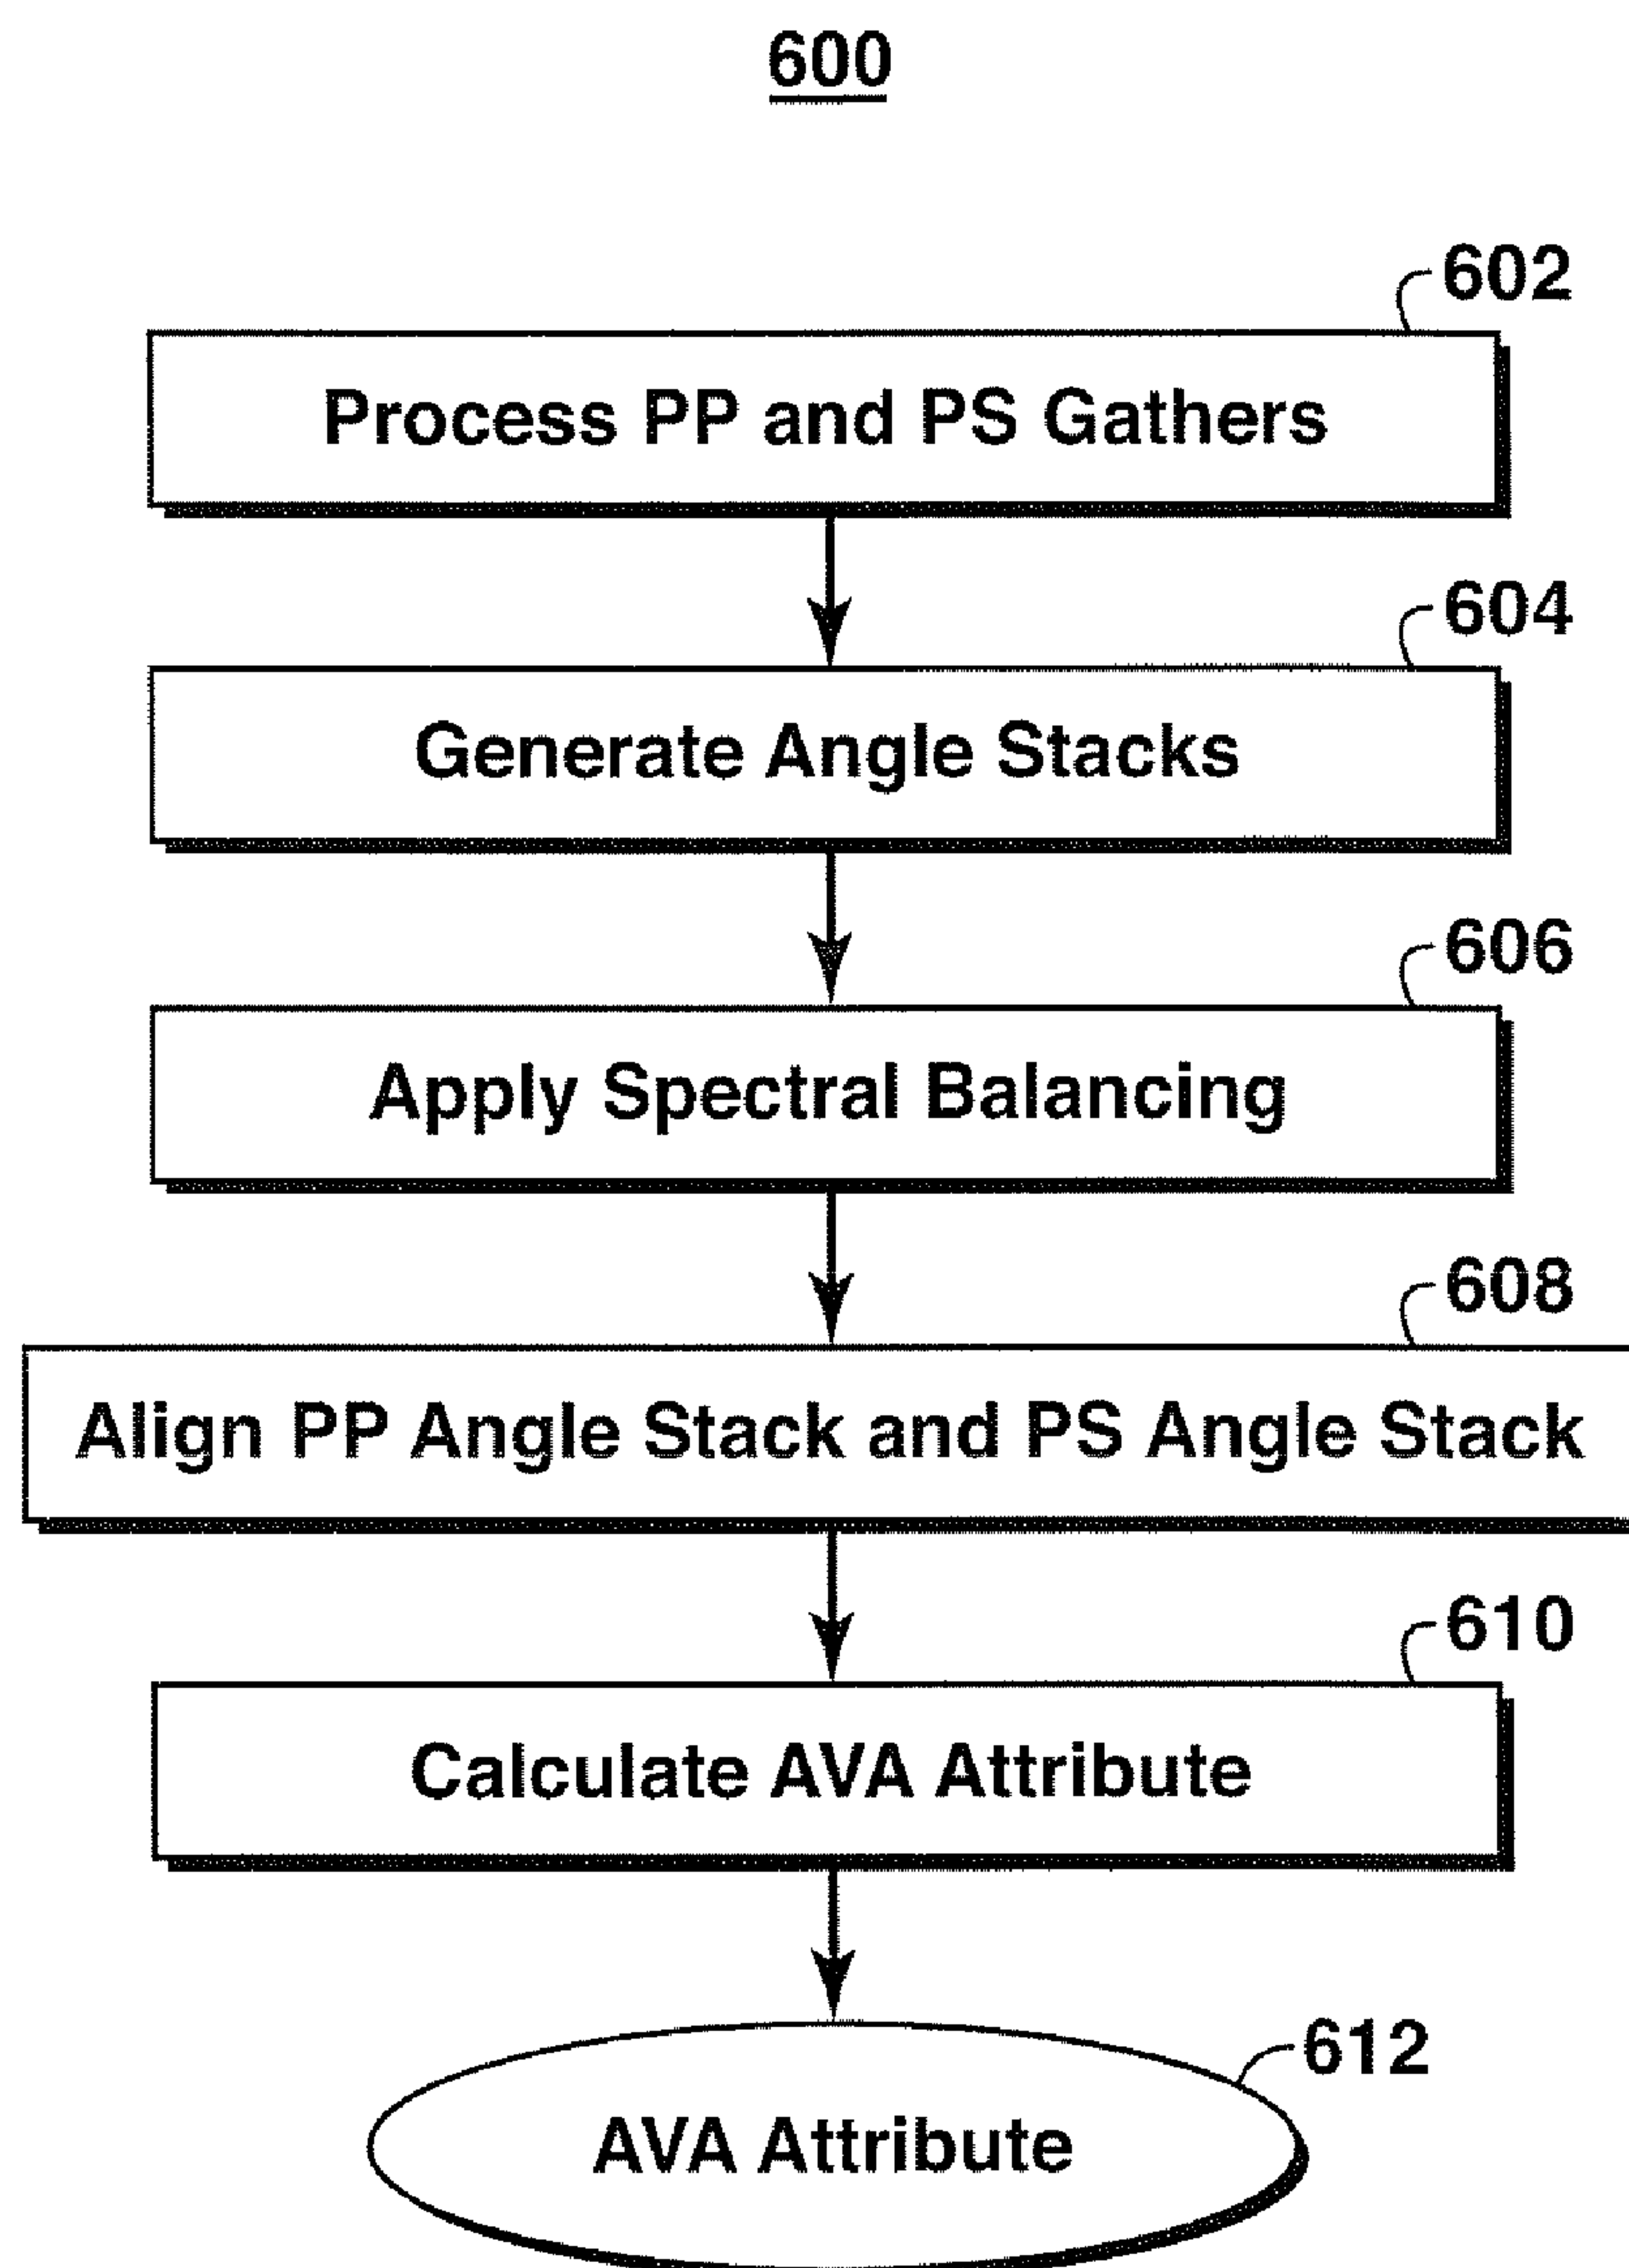 600
602
Process PP and PS Gathers
604
Generate Angle Stacks
606
Apply Spectral Balancing
608
Align PP Angle Stack and PS Angle Stack
610
Calculate AVA Attribute
612
AVA Attribute